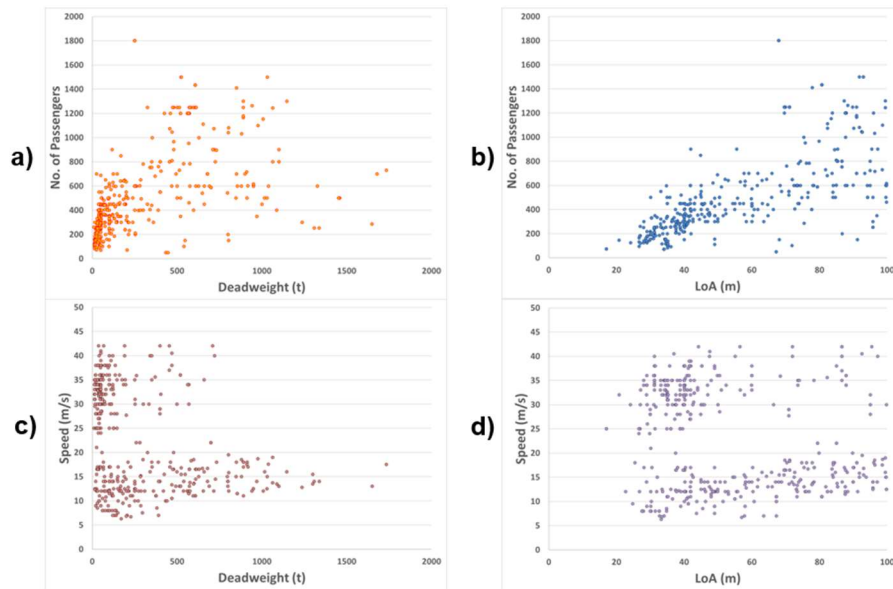 a)
No. of Passengers
2000
1800
1600
1400
1200
1000
800
600
400
200
0
0 500 1000 1500 2000
Deadweight (t)
b)
No. of Passengers
2000
1800
1600
1400
1200
1000
800
600
400
200
0
0 20 40 60 80 100
LoA (m)
c)
Speed (m/s)
50
45
40
35
30
25
20
15
10
5
0
0 500 1000 1500 2000
Deadweight (t)
d)
Speed (m/s)
50
45
40
35
30
25
20
15
10
5
0
0 20 40 60 80 100
LoA (m)